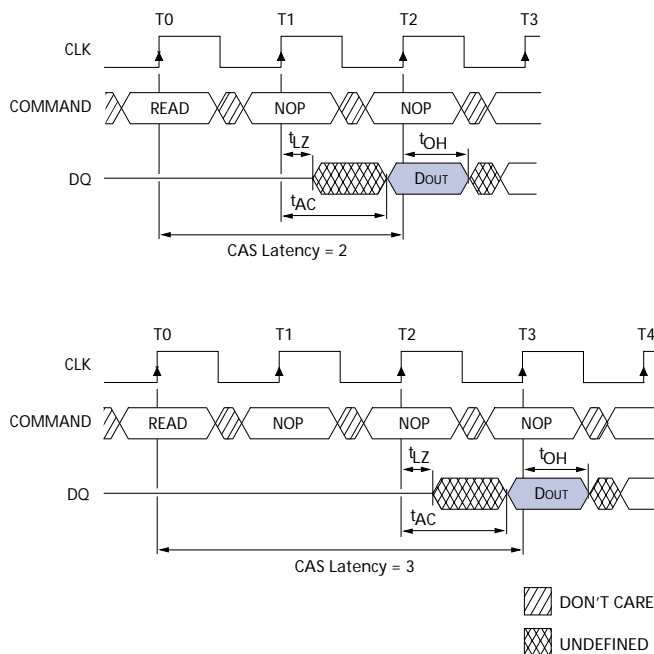 T0 T1 T2 T3
CLK
COMMAND READ NOP NOP
tLZ tOH
DQ DOUT
tAC
CAS Latency = 2
T0 T1 T2 T3 T4
CLK
COMMAND READ NOP NOP NOP
tLZ tOH
DQ DOUT
tAC
CAS Latency = 3
DON'T CARE
UNDEFINED